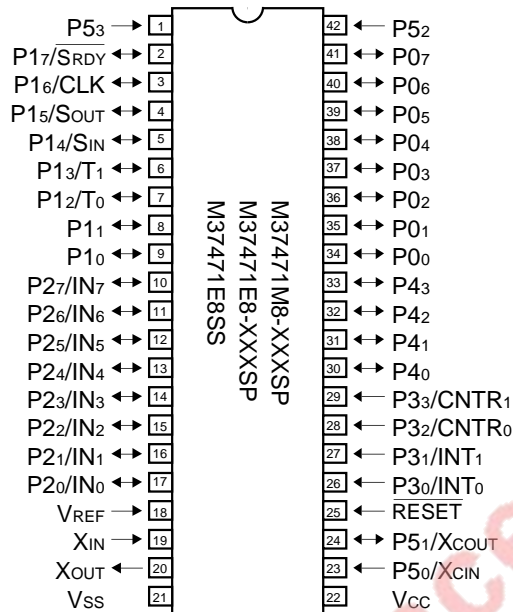 P53 1 42 P52
P17/SRDY 2 41 P07
P16/CLK 3 40 P06
P15/SOUT 4 39 P05
P14/SIN 5 38 P04
P13/T1 6 37 P03
P12/T0 7 36 P02
P11 8 35 P01
P10 9 34 P00
P27/IN7 10 33 P43
P26/IN6 11 32 P42
P25/IN5 12 31 P41
P24/IN4 13 30 P40
P23/IN3 14 29 P33/CNTR1
P22/IN2 15 28 P32/CNTR0
P21/IN1 16 27 P31/INT1
P20/IN0 17 26 P30/INT0
VREF 18 25 RESET
XIN 19 24 P51/XCOUT
XOUT 20 23 P50/XCIN
VSS 21 22 VCC
M37471M8-XXXSP
M37471E8-XXXSP
M37471E8SS